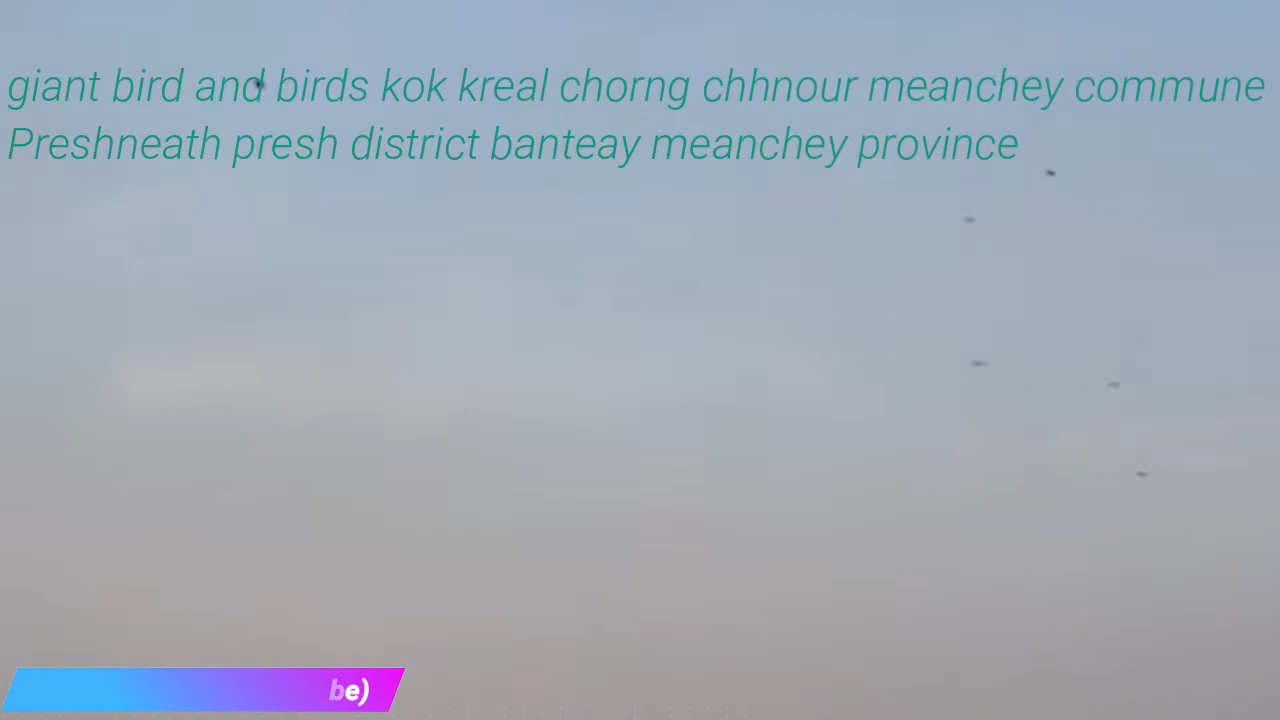 giant bird and birds kok kreal chorng chhnour meanchey commune
Preshneath presh district banteay meanchey province
be)